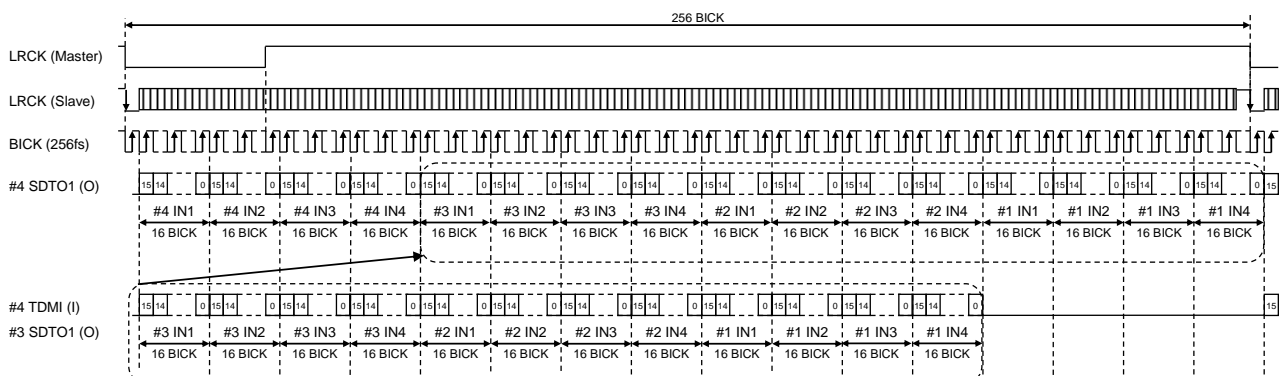 256 BICK
LRCK (Master)
LRCK (Slave)
BICK (256fs)
#4 SDTO1 (O)
15 14 0 15 14 0 15 14 0 15 14 0 15 14 0 15 14 0 15 14 0 15 14 0 15 14 0 15 14 0 15 14 0 15 14 0 15 14 0 15 14 0 15 14 0 15 14 0 15
#4 IN1 #4 IN2 #4 IN3 #4 IN4 #3 IN1 #3 IN2 #3 IN3 #3 IN4 #2 IN1 #2 IN2 #2 IN3 #2 IN4 #1 IN1 #1 IN2 #1 IN3 #1 IN4
16 BICK 16 BICK 16 BICK 16 BICK 16 BICK 16 BICK 16 BICK 16 BICK 16 BICK 16 BICK 16 BICK 16 BICK 16 BICK 16 BICK 16 BICK 16 BICK
#4 TDMI (I)
15 14 0 15 14 0 15 14 0 15 14 0 15 14 0 15 14 0 15 14 0 15 14 0 15 14 0 15 14 0 15 14 0 15 14 0 15
#3 SDTO1 (O)
#3 IN1 #3 IN2 #3 IN3 #3 IN4 #2 IN1 #2 IN2 #2 IN3 #2 IN4 #1 IN1 #1 IN2 #1 IN3 #1 IN4
16 BICK 16 BICK 16 BICK 16 BICK 16 BICK 16 BICK 16 BICK 16 BICK 16 BICK 16 BICK 16 BICK 16 BICK